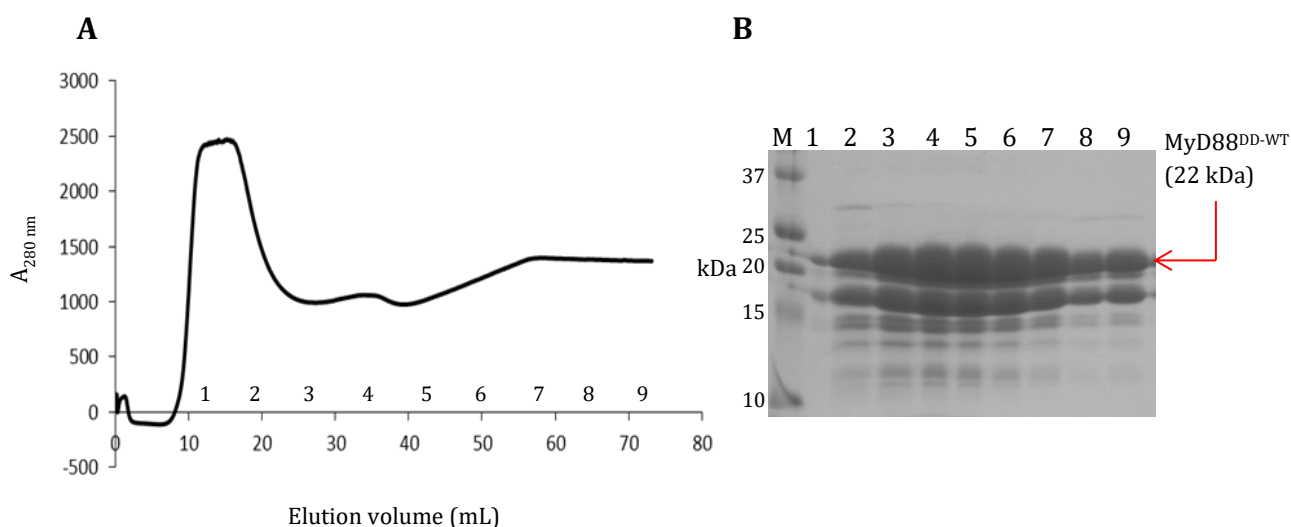 A
3000
2500
2000
1500
1000
500
0
-500
A280 nm
1 2 3 4 5 6 7 8 9
0 10 20 30 40 50 60 70 80
Elution volume (mL)
B
M 1 2 3 4 5 6 7 8 9
37
25
kDa 20
15
10
MyD88DD-WT
(22 kDa)